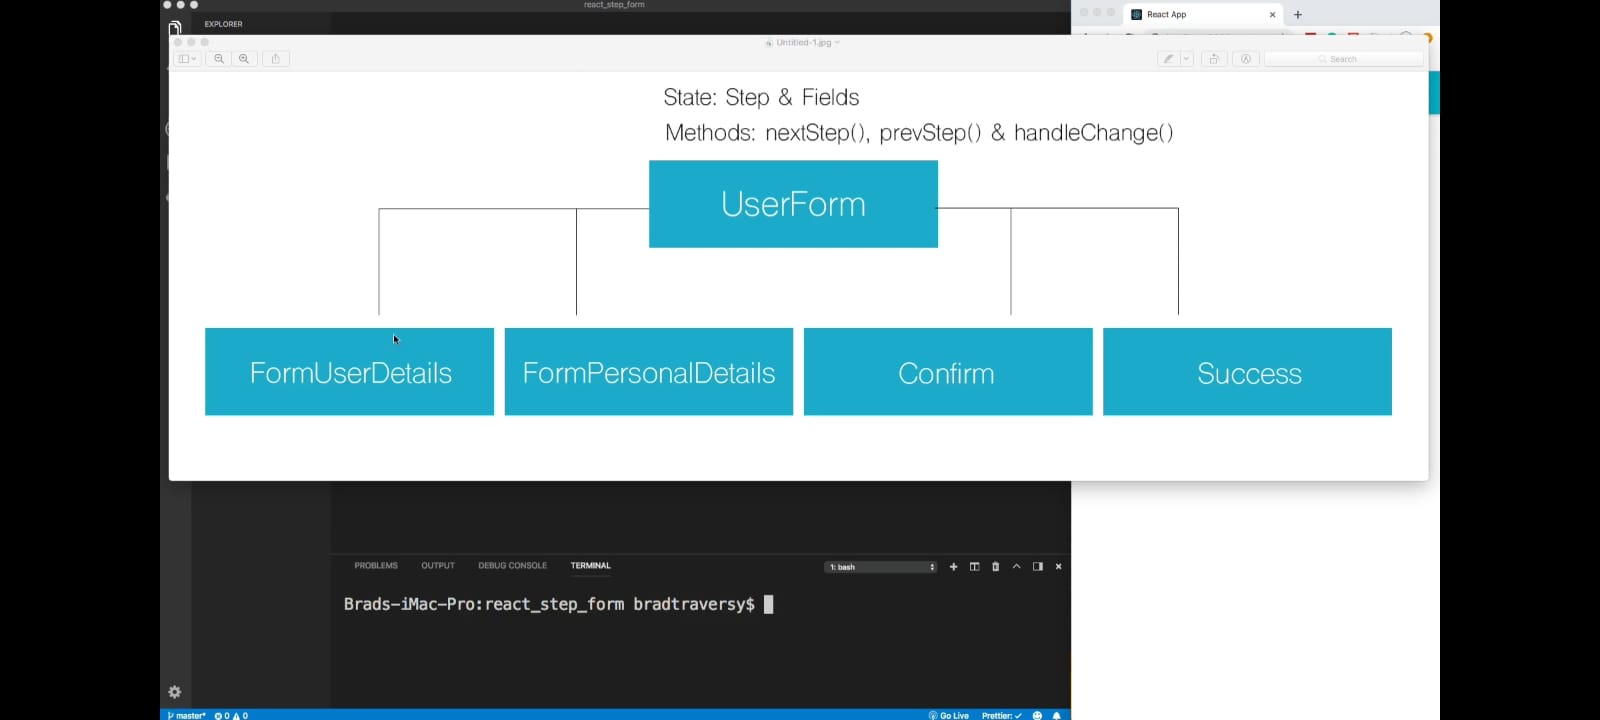 react_step_form
EXPLORER
React App
Untitled-1.jpg
Search
State: Step & Fields
Methods: nextStep(), prevStep() & handleChange()
UserForm
FormUserDetails
FormPersonalDetails
Confirm
Success
PROBLEMS OUTPUT DEBUG CONSOLE TERMINAL 1: bash
Brads-iMac-Pro:react_step_form bradtraversy$
master* 0 0 Go Live Prettier: ✓